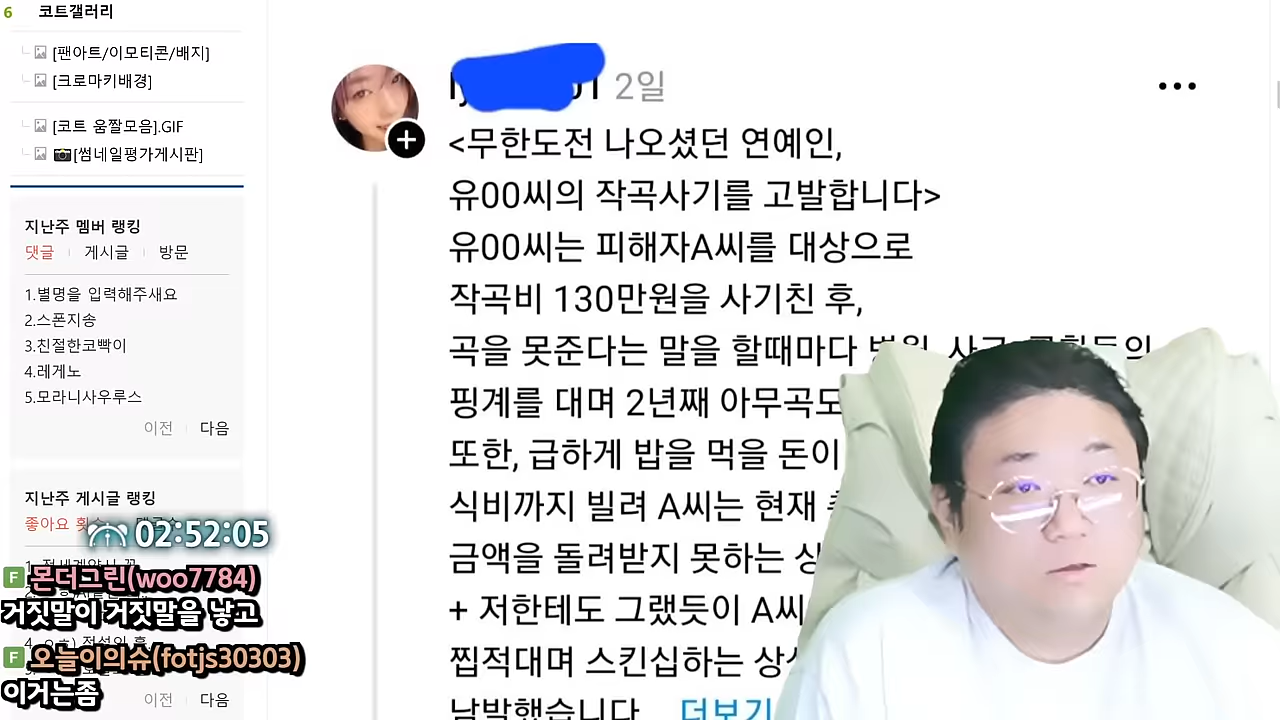 6 코트갤러리
[팬아트/이모티콘/배지]
[크로마키배경]
[코트 움짤모음].GIF
[썸네일평가게시판]
지난주 멤버 랭킹
댓글 게시글 방문
1.별명을 입력해주새요
2.스폰지송
3.친절한코빡이
4.레게노
5.모라니사우루스
이전 다음
지난주 게시글 랭킹
좋아요
02:52:05
F 몬더그린(woo7784)
거짓말이 거짓말을 낳고
F 오늘이의슈(fotjs30303)
이거는좀
이전 다음
2일
<무한도전 나오셨던 연예인,
유00씨의 작곡사기를 고발합니다>
유00씨는 피해자A씨를 대상으로
작곡비 130만원을 사기친 후,
곡을 못준다는 말을 할때마다
핑계를 대며 2년째 아무곡도
또한, 급하게 밥을 먹을 돈이
식비까지 빌려 A씨는 현재
금액을 돌려받지 못하는
+ 저한테도 그랬듯이 A씨
찝적대며 스킨십하는
남발했습니다 더보기